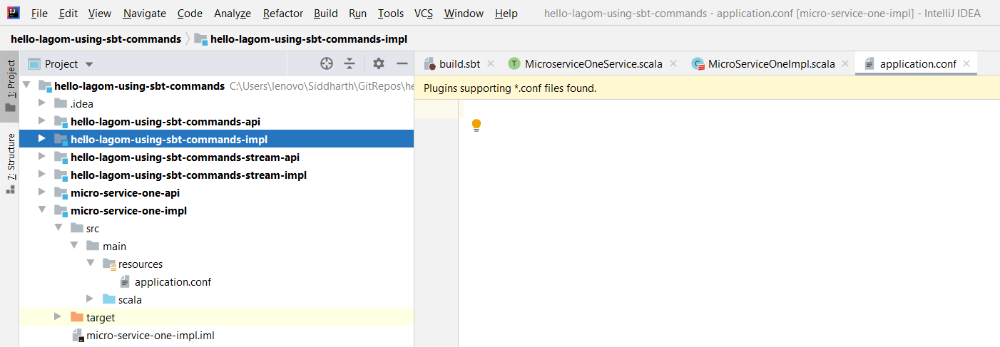 IJ File Edit View Navigate Code Analyze Refactor Build Run Tools VCS Window Help hello-lagom-using-sbt-commands - application.conf [micro-service-one-impl] - IntelliJ IDEA
hello-lagom-using-sbt-commands hello-lagom-using-sbt-commands-impl
1: Project
7: Structure
Project
build.sbt MicroserviceOneService.scala MicroServiceOneImpl.scala application.conf
hello-lagom-using-sbt-commands C:\Users\lenovo\Siddharth\GitRepos\he
Plugins supporting *.conf files found.
.idea
hello-lagom-using-sbt-commands-api
hello-lagom-using-sbt-commands-impl
hello-lagom-using-sbt-commands-stream-api
hello-lagom-using-sbt-commands-stream-impl
micro-service-one-api
micro-service-one-impl
src
main
resources
application.conf
scala
target
micro-service-one-impl.iml